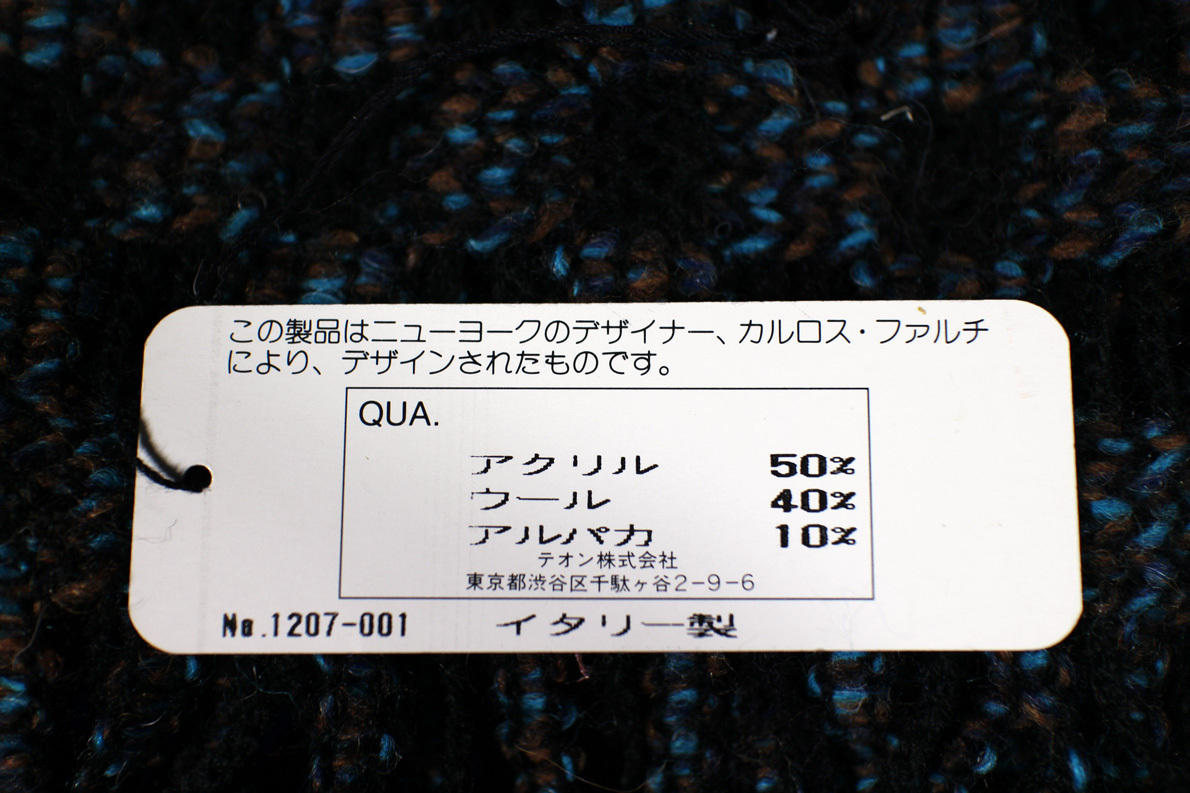 この製品はニューヨークのデザイナー、カルロス・ファルチ
により、デザインされたものです。
QUA.
アクリル 50%
ウール 40%
アルパカ 10%
テオン株式会社
東京都渋谷区千駄ヶ谷2-9-6
No.1207-001 イタリー製